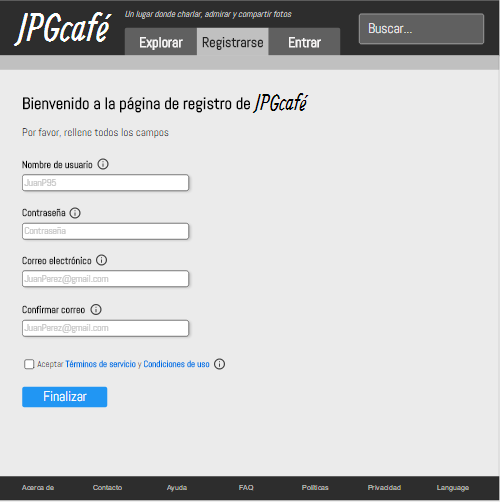 JPGcafé
Un lugar donde charlar, admirar y compartir fotos
Explorar Registrarse Entrar
Buscar...
Bienvenido a la página de registro de JPGcafé
Por favor, rellene todos los campos
Nombre de usuario
JuanP95
Contraseña
Contraseña
Correo electrónico
JuanPerez@gmail.com
Confirmar correo
JuanPerez@gmail.com
Aceptar Términos de servicio y Condiciones de uso
Finalizar
Acerca de Contacto Ayuda FAQ Políticas Privacidad Language